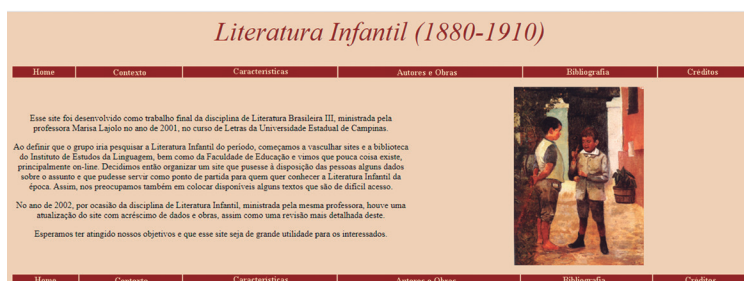 Literatura Infantil (1880-1910)
Home Contexto Características Autores e Obras Bibliografia Créditos
Esse site foi desenvolvido como trabalho final da disciplina de Literatura Brasileira III, ministrada pela
professora Marisa Lajolo no ano de 2001, no curso de Letras da Universidade Estadual de Campinas.
Ao definir que o grupo iria pesquisar a Literatura Infantil do período, começamos a vasculhar sites e a biblioteca
do Instituto de Estudos da Linguagem, bem como da Faculdade de Educação e vimos que pouca coisa existe,
principalmente on-line. Decidimos então organizar um site que pusesse à disposição das pessoas alguns dados
sobre o assunto e que pudesse servir como ponto de partida para quem quer conhecer a Literatura Infantil da
época. Assim, nos preocupamos também em colocar disponíveis alguns textos que são de difícil acesso.
No ano de 2002, por ocasião da disciplina de Literatura Infantil, ministrada pela mesma professora, houve uma
atualização do site com acréscimo de dados e obras, assim como uma revisão mais detalhada deste.
Esperamos ter atingido nossos objetivos e que esse site seja de grande utilidade para os interessados.
Home Contexto Características Autores e Obras Bibliografia Créditos